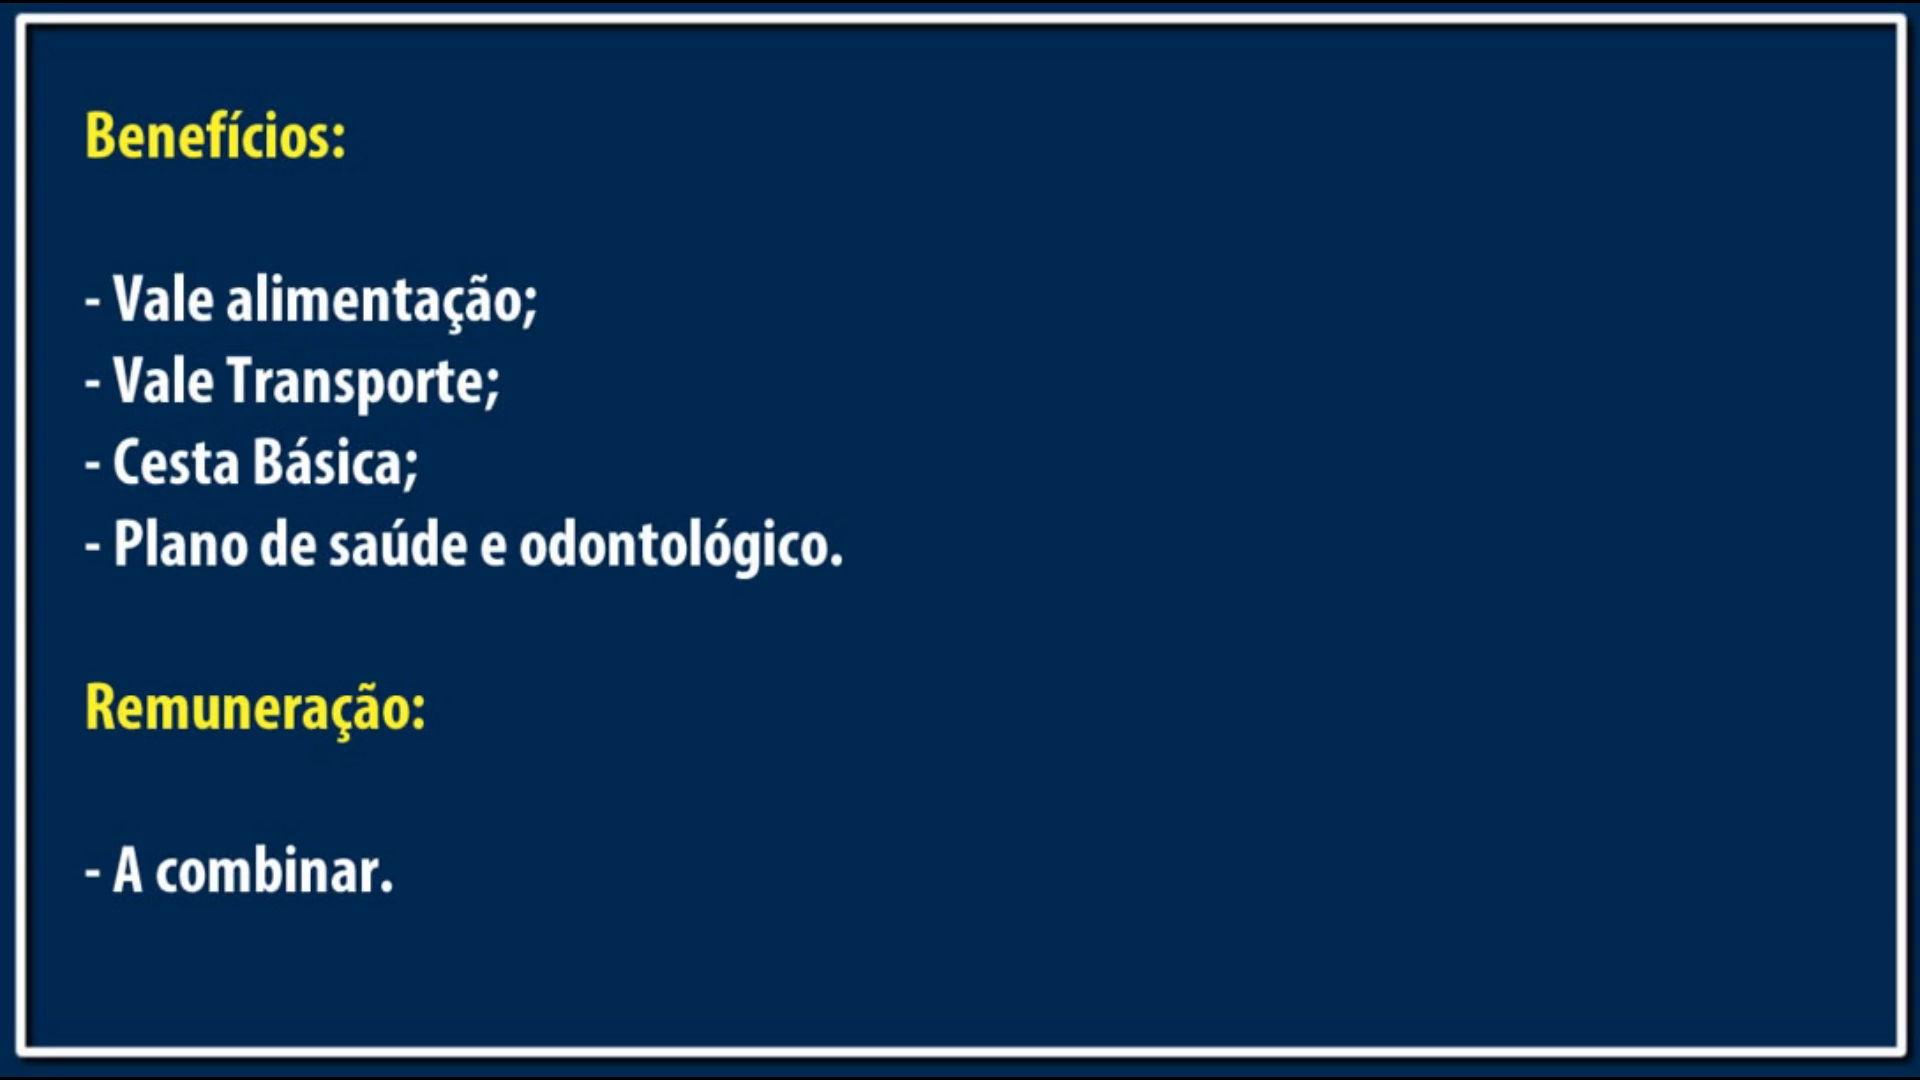 Benefícios:
- Vale alimentação;
- Vale Transporte;
- Cesta Básica;
- Plano de saúde e odontológico.
Remuneração:
- A combinar.